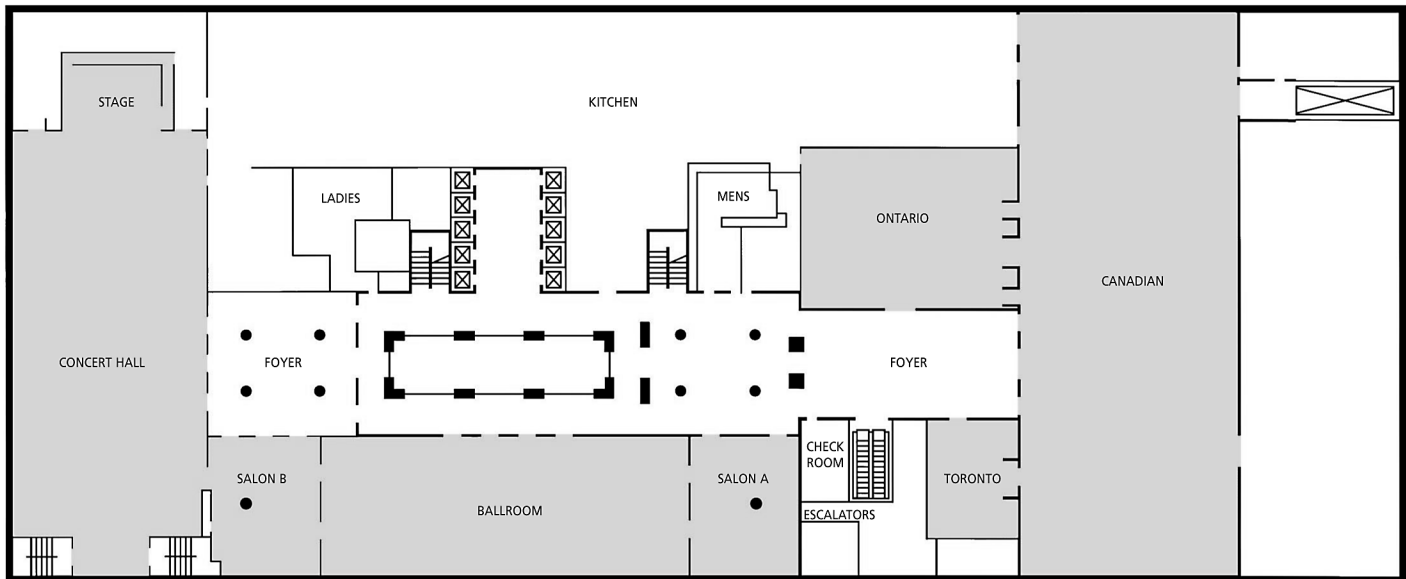 STAGE
KITCHEN
LADIES
MENS
ONTARIO
CANADIAN
CONCERT HALL
FOYER
FOYER
CHECK
ROOM
SALON B
SALON A
TORONTO
BALLROOM
ESCALATORS